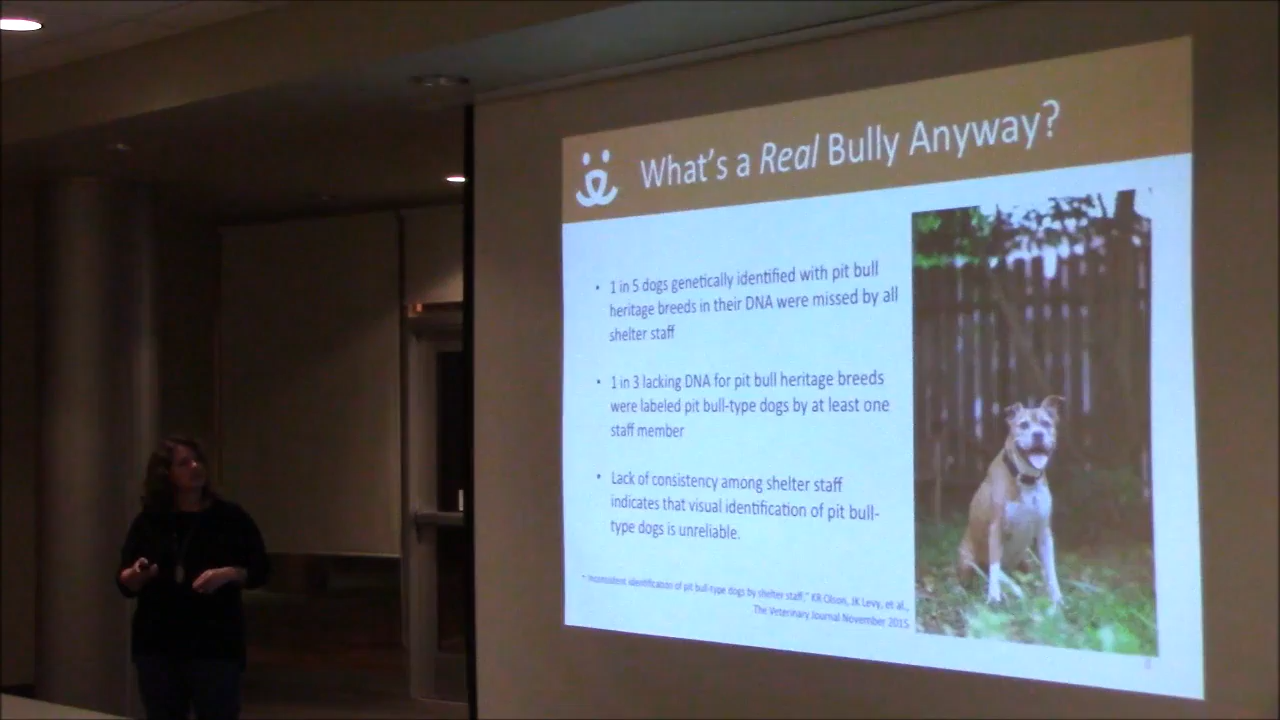 What's a Real Bully Anyway?
• 1 in 5 dogs genetically identified with pit bull
heritage breeds in their DNA were missed by all
shelter staff
• 1 in 3 lacking DNA for pit bull heritage breeds
were labeled pit bull-type dogs by at least one
staff member
• Lack of consistency among shelter staff
indicates that visual identification of pit bull-
type dogs is unreliable.
* Inconsistent identification of pit bull-type dogs by shelter staff," KR Olson, JK Levy, et al.,
The Veterinary Journal November 2015